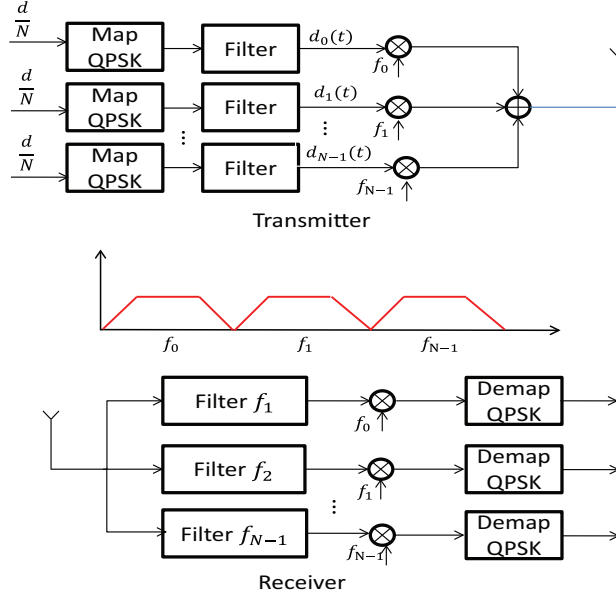 d/N
Map QPSK
Filter
d₀(t)
f₀
d/N
Map QPSK
Filter
d₁(t)
f₁
⋮
⋮
d/N
Map QPSK
Filter
d_{N−1}(t)
f_{N−1}
Transmitter
f₀
f₁
f_{N−1}
Filter f₁
f₀
Demap QPSK
Filter f₂
f₁
Demap QPSK
⋮
Filter f_{N−1}
f_{N−1}
Demap QPSK
Receiver